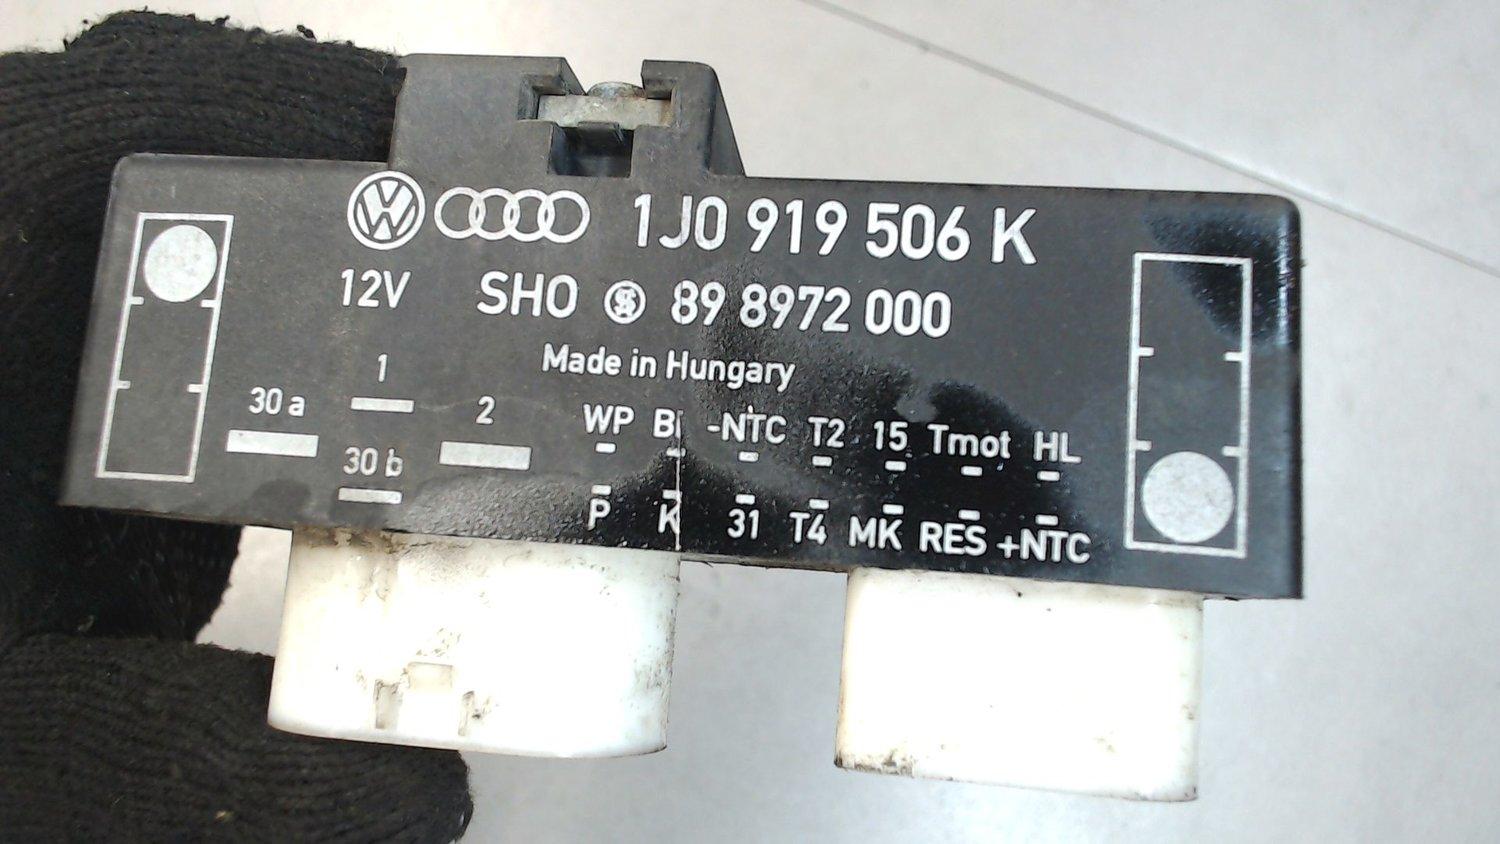 1J0 919 506 K
12V SHO 89 8972 000
Made in Hungary
1
30 a
2
30 b
WP B -NTC T2 15 Tmot HL
P K 31 T4 MK RES +NTC